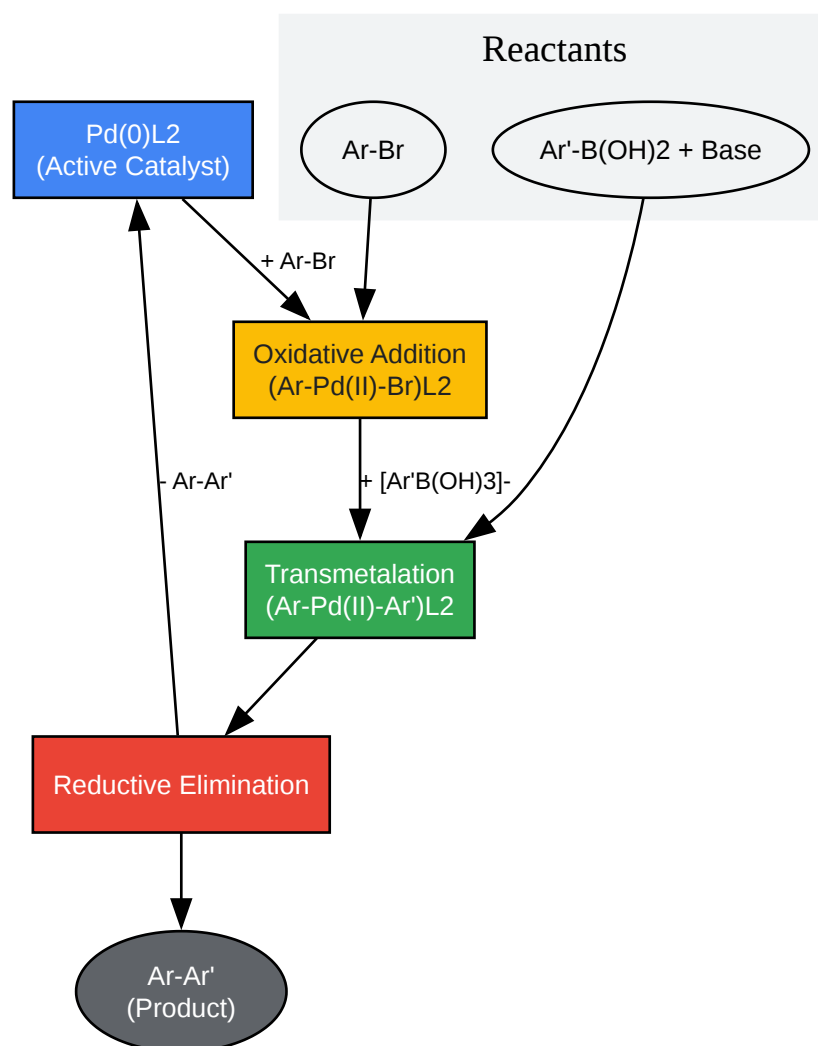 Reactants
Pd(0)L2
(Active Catalyst)
Ar-Br
Ar'-B(OH)2 + Base
+ Ar-Br
Oxidative Addition
(Ar-Pd(II)-Br)L2
- Ar-Ar'
+ [Ar'B(OH)3]-
Transmetalation
(Ar-Pd(II)-Ar')L2
Reductive Elimination
Ar-Ar'
(Product)